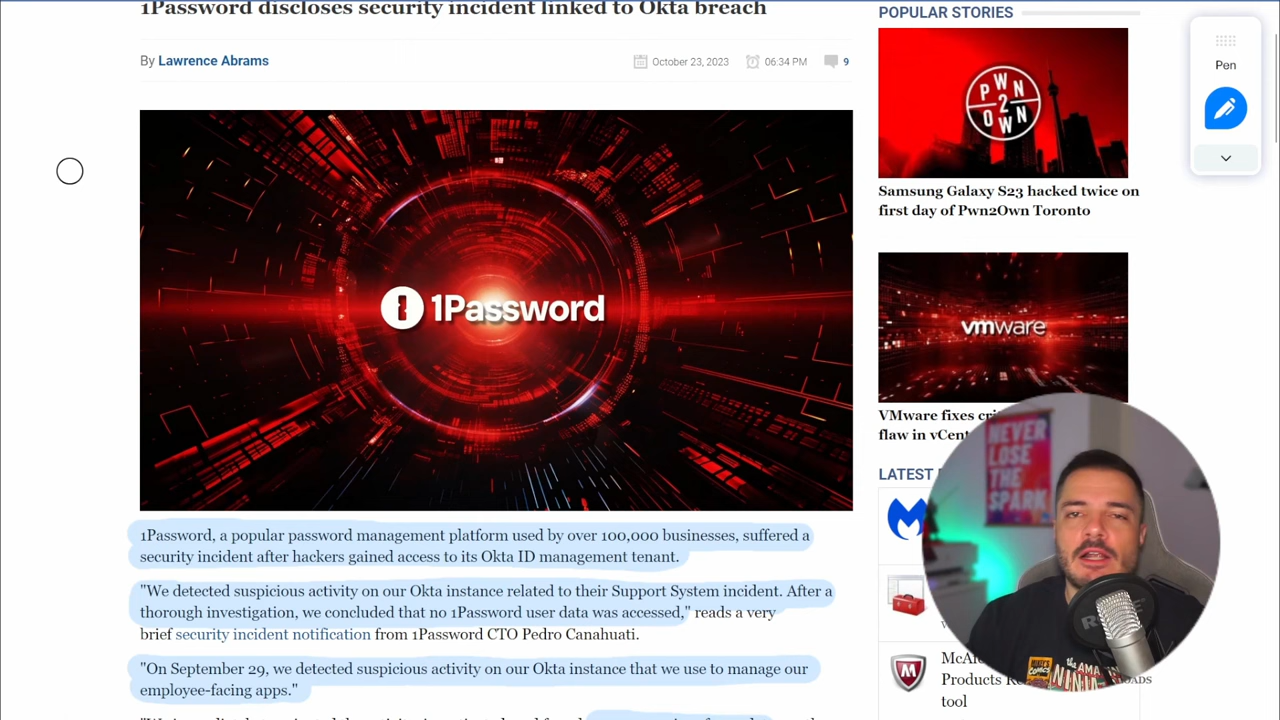 1Password discloses security incident linked to Okta breach
By Lawrence Abrams
October 23, 2023
06:34 PM
9
1Password
1Password, a popular password management platform used by over 100,000 businesses, suffered a
security incident after hackers gained access to its Okta ID management tenant.
"We detected suspicious activity on our Okta instance related to their Support System incident. After a
thorough investigation, we concluded that no 1Password user data was accessed," reads a very
brief security incident notification from 1Password CTO Pedro Canahuati.
"On September 29, we detected suspicious activity on our Okta instance that we use to manage our
employee-facing apps."
POPULAR STORIES
PWN
2
OWN
Samsung Galaxy S23 hacked twice on
first day of Pwn2Own Toronto
vmware
VMware fixes
flaw in
LATEST
Products
tool
Pen
NEVER
LOSE
THE
SPARK